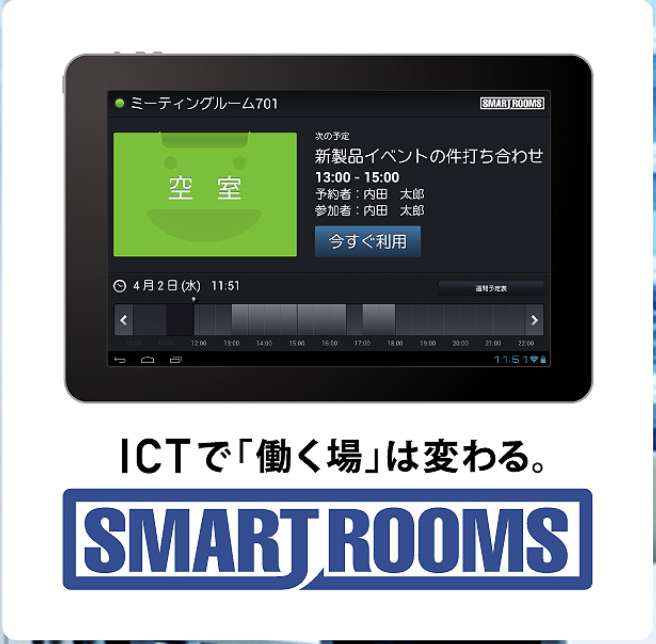 ミーティングルーム701
SMART ROOMS
空 室
次の予定
新製品イベントの件打ち合わせ
13:00 - 15:00
予約者：内田 太郎
参加者：内田 太郎
今すぐ利用
4月2日(水) 11:51
週間予定表
12:00 13:00 14:00 15:00 16:00 17:00 18:00 19:00 20:00 21:00 22:00
11:51
ICTで「働く場」は変わる。
SMART ROOMS